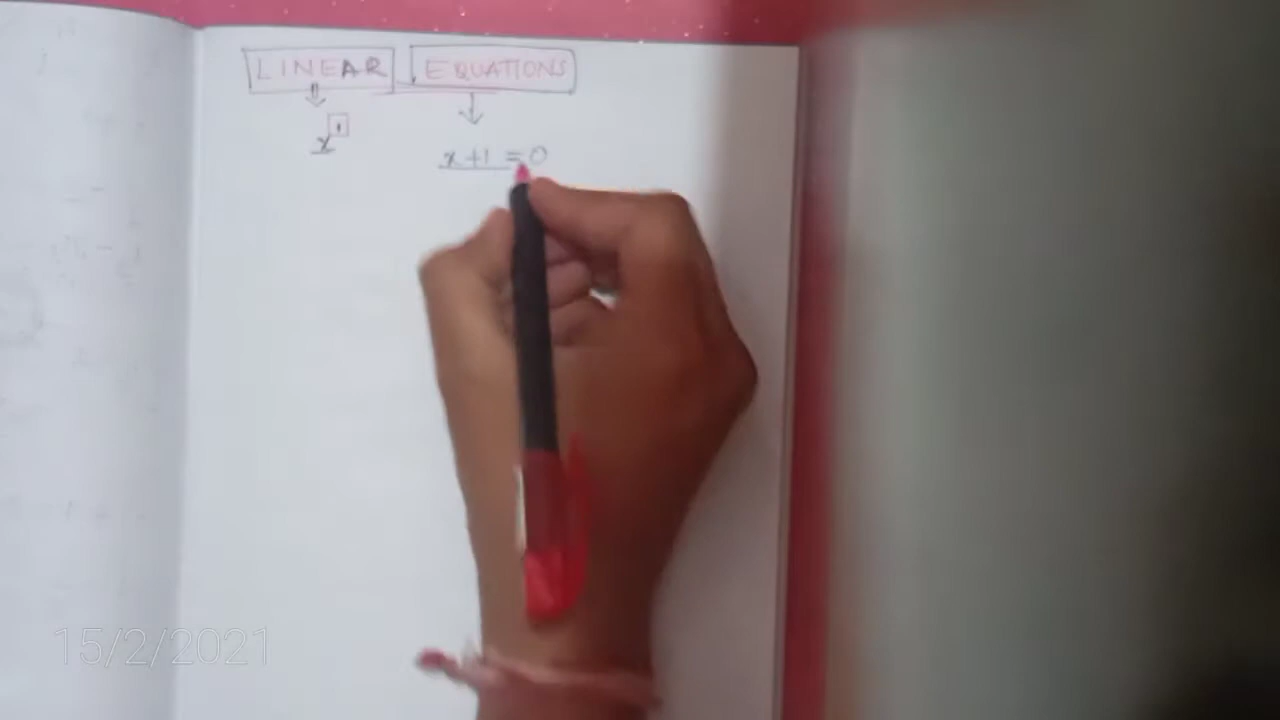 LINEAR EQUATIONS
x¹
x+1 = 0
15/2/2021